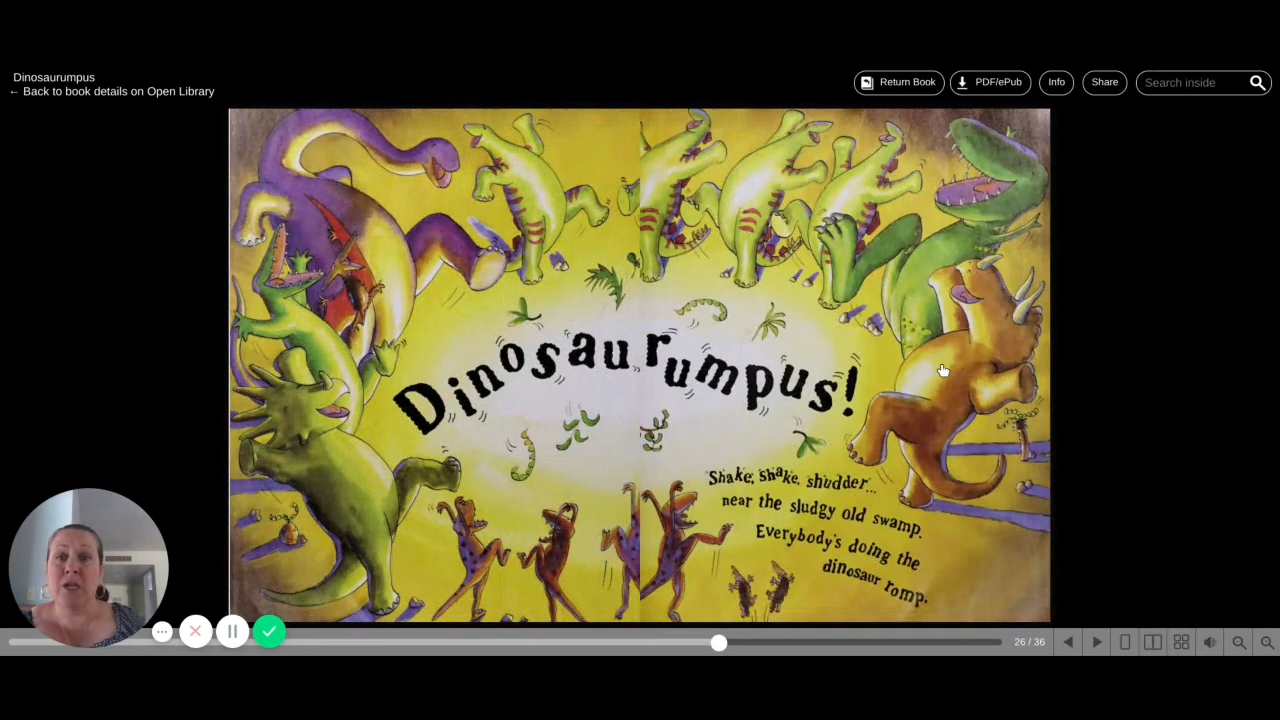 Dinosaurumpus
← Back to book details on Open Library
Return Book
PDF/ePub
Info
Share
Search inside
Dinosaurumpus!
Shake, shake, shudder...
near the sludgy old swamp.
Everybody's doing the
dinosaur romp.
26 / 36